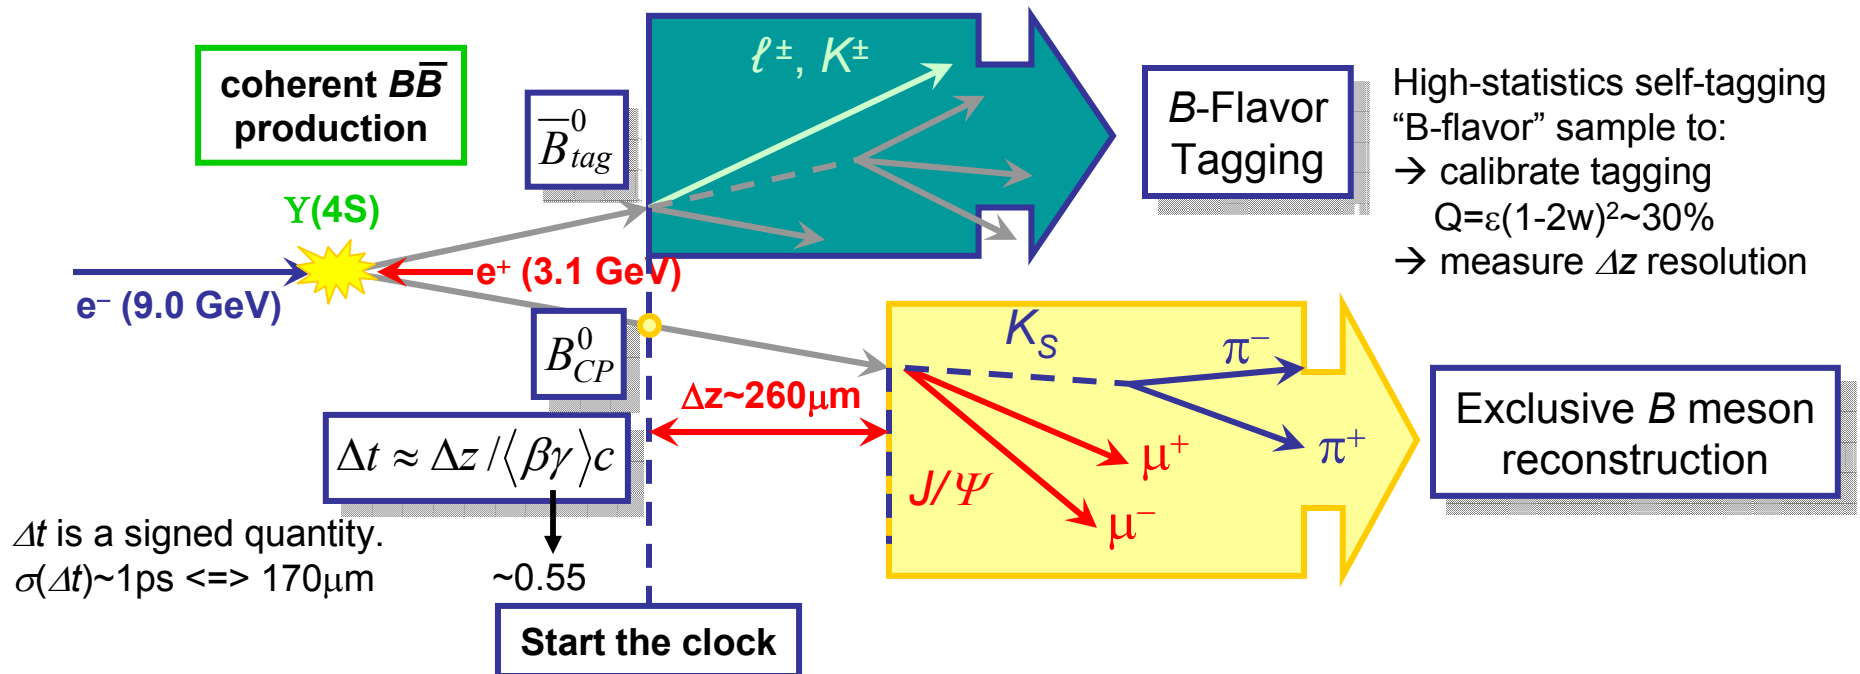 coherent BB̅
production
ℓ±, K±
B̅⁰tag
B-Flavor
Tagging
High-statistics self-tagging
“B-flavor” sample to:
→ calibrate tagging
Q=ε(1-2w)²~30%
→ measure Δz resolution
Υ(4S)
e⁺ (3.1 GeV)
e⁻ (9.0 GeV)
B⁰CP
K_S
π⁻
π⁺
Δz~260μm
μ⁺
J/Ψ
μ⁻
Exclusive B meson
reconstruction
Δt ≈ Δz /⟨βγ⟩c
Δt is a signed quantity.
σ(Δt)~1ps <=> 170μm
~0.55
Start the clock